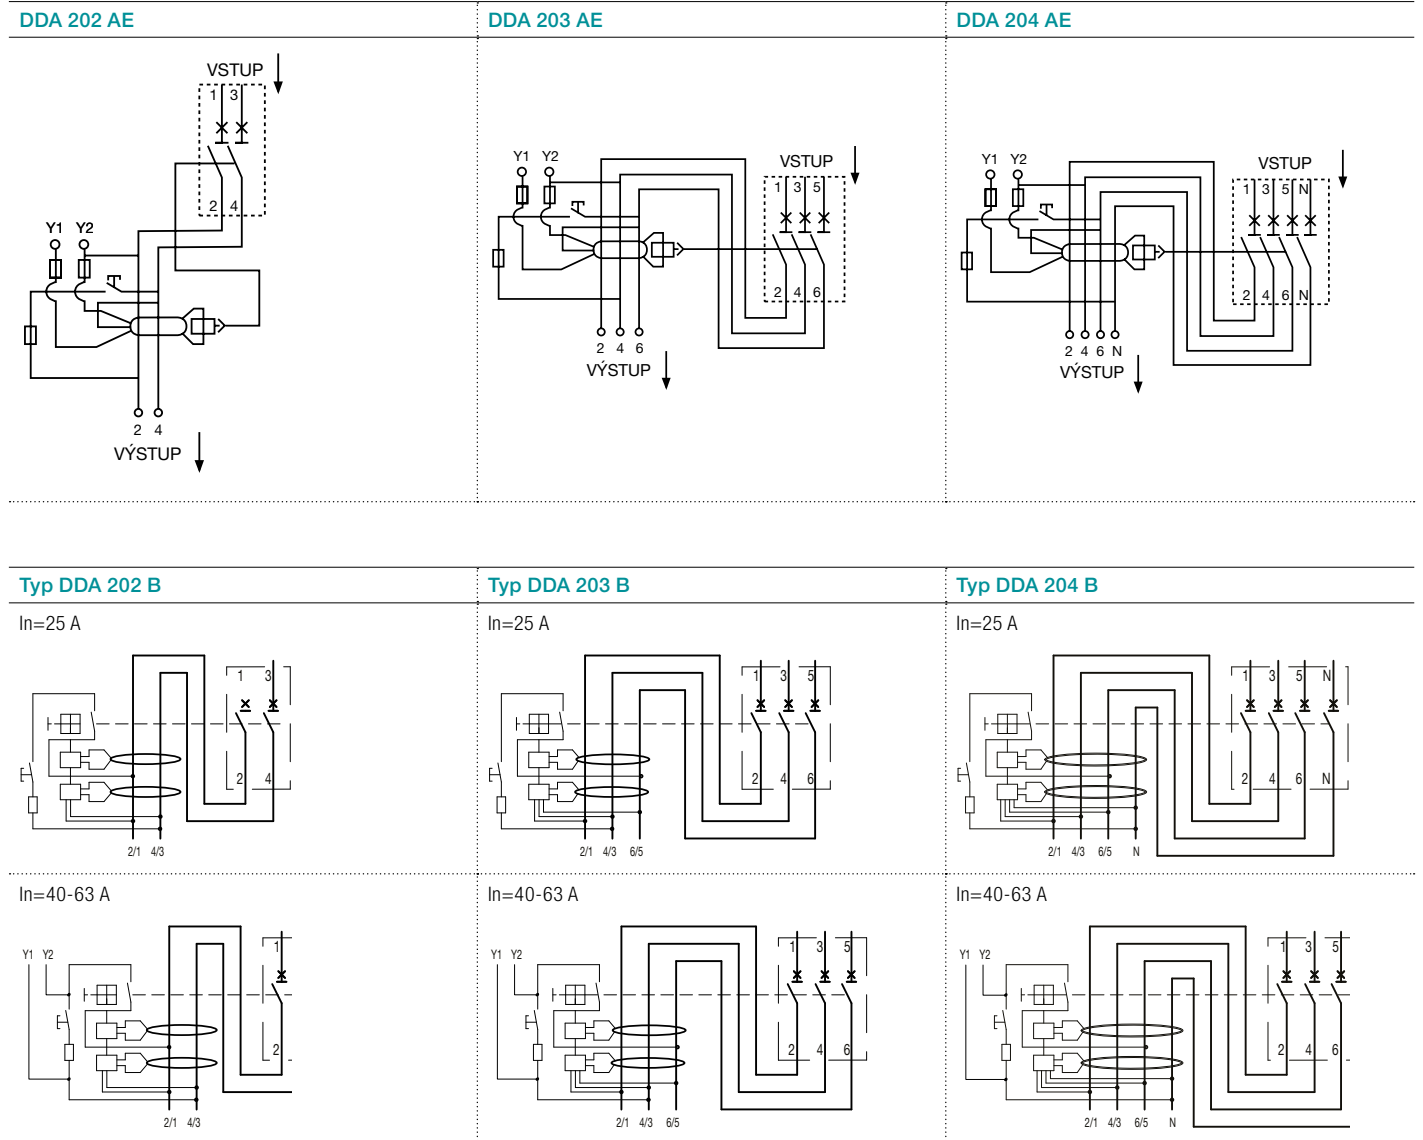 DDA 202 AE
DDA 203 AE
DDA 204 AE
VSTUP
1 3
2 4
Y1 Y2
2 4
VÝSTUP
Y1 Y2
VSTUP
1 3 5
2 4 6
2 4 6
VÝSTUP
Y1 Y2
VSTUP
1 3 5 N
2 4 6 N
2 4 6 N
VÝSTUP
Typ DDA 202 B
Typ DDA 203 B
Typ DDA 204 B
In=25 A
1 3
2 4
2/1 4/3
In=25 A
1 3 5
2 4 6
2/1 4/3 6/5
In=25 A
1 3 5 N
2 4 6 N
2/1 4/3 6/5 N
In=40-63 A
Y1 Y2
1
2
2/1 4/3
In=40-63 A
Y1 Y2
1 3 5
2 4 6
2/1 4/3 6/5
In=40-63 A
Y1 Y2
1 3 5
2 4 6
2/1 4/3 6/5 N